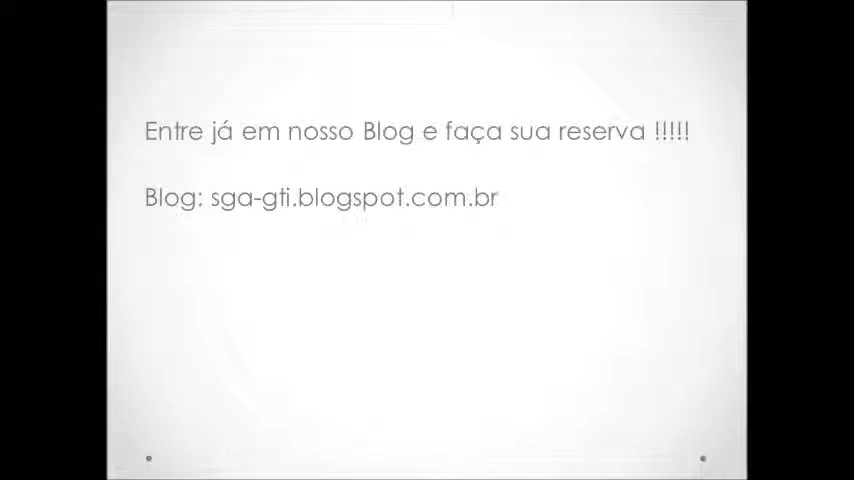 Entre já em nosso Blog e faça sua reserva !!!!!
Blog: sga-gti.blogspot.com.br